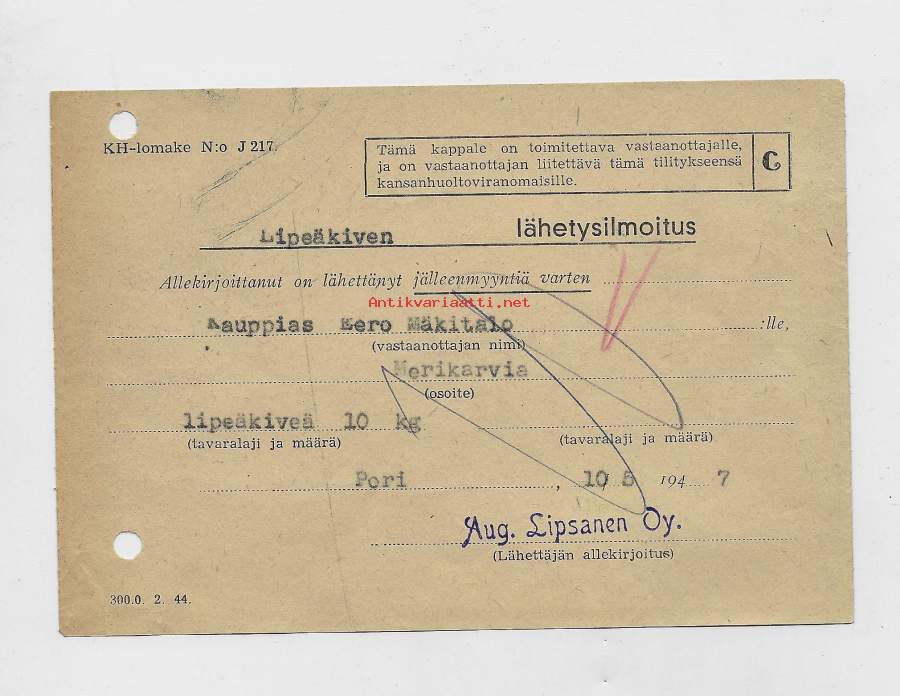 KH-lomake N:o J 217.
Tämä kappale on toimitettava vastaanottajalle,
ja on vastaanottajan liitettävä tämä tilitykseensä
kansanhuoltoviranomaisille.
C
Lipeäkiven lähetysilmoitus
Allekirjoittanut on lähettänyt jälleenmyyntiä varten
Antikvariaatti.net
Kauppias Eero Mäkitalo :lle,
(vastaanottajan nimi)
Merikarvia
(osoite)
lipeäkiveä 10 kg
(tavaralaji ja määrä) (tavaralaji ja määrä)
Pori, 10/5 194 7
Aug. Lipsanen Oy.
(Lähettäjän allekirjoitus)
300.0. 2. 44.